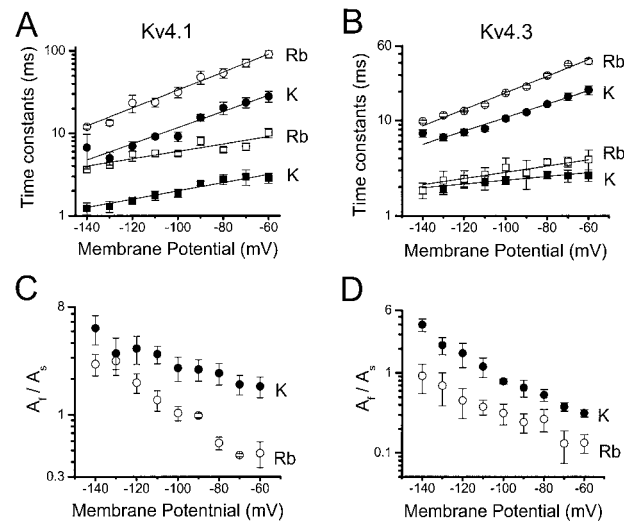 A
Kv4.1
Time constants (ms)
100
10
1
Rb
K
Rb
K
-140 -120 -100 -80 -60
Membrane Potential (mV)
B
Kv4.3
Time constants (ms)
60
10
1
Rb
K
Rb
K
-140 -120 -100 -80 -60
Membrane Potential (mV)
C
Af / As
8
1
0.3
K
Rb
-140 -120 -100 -80 -60
Membrane Potential (mV)
D
Af / As
6
1
0.1
K
Rb
-140 -120 -100 -80 -60
Membrane Potential (mV)